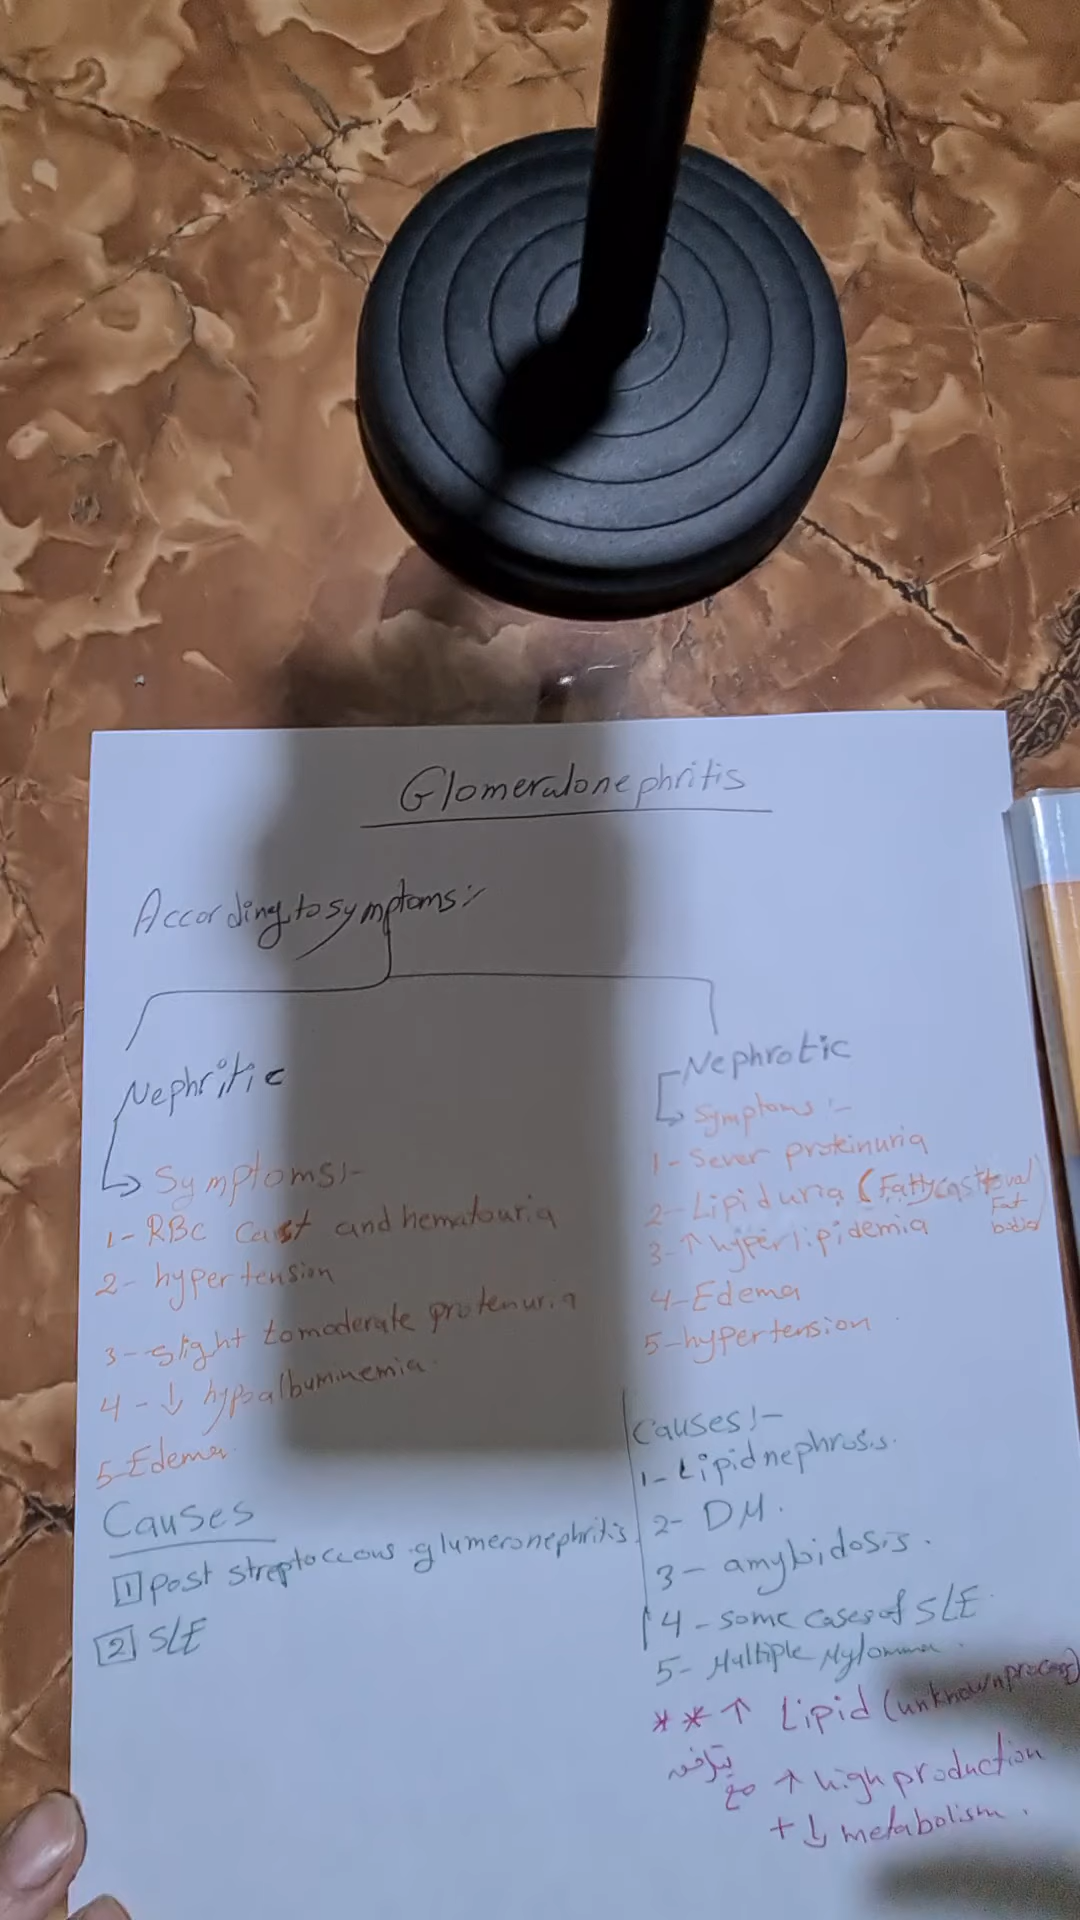 Glomeralonephritis
According to symptoms:-
Nephritic
Symptoms:-
1- RBc Cast and hematouria
2- hypertension
3- slight to moderate protenuria
4- ↓ hypoalbuminemia
5- Edema
Causes
1 post streptoccous glumeronephritis
2 SLE
Nephrotic
Symptoms:-
1- Sever protinuria
2- Lipiduria (Fatty cast + oval
Fat
bodies)
3- ↑ hyperlipidemia
4- Edema
5- hypertension
Causes:-
1- Lipid nephrosis.
2- DM.
3- amyloidosis.
4- some cases of SLE.
5- Multiple Myloma.
** ↑ Lipid (unknown process)
مع ↑ high production
+ ↓ metabolism.